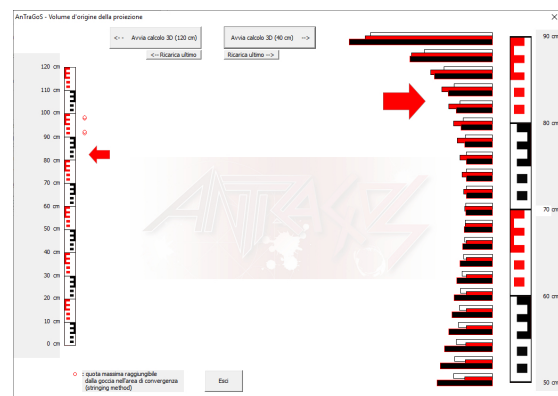 AnTraGoS - Volume d'origine della proiezione
<-- Avvia calcolo 3D (120 cm)
Avvia calcolo 3D (40 cm) -->
<-- Ricarica ultimo
Ricarica ultimo -->
120 cm
110 cm
100 cm
90 cm
80 cm
70 cm
60 cm
50 cm
40 cm
30 cm
20 cm
10 cm
0 cm
90 cm
80 cm
70 cm
60 cm
50 cm
: quota massima raggiungibile
dalla goccia nell'area di convergenza
(stringing method)
Esci